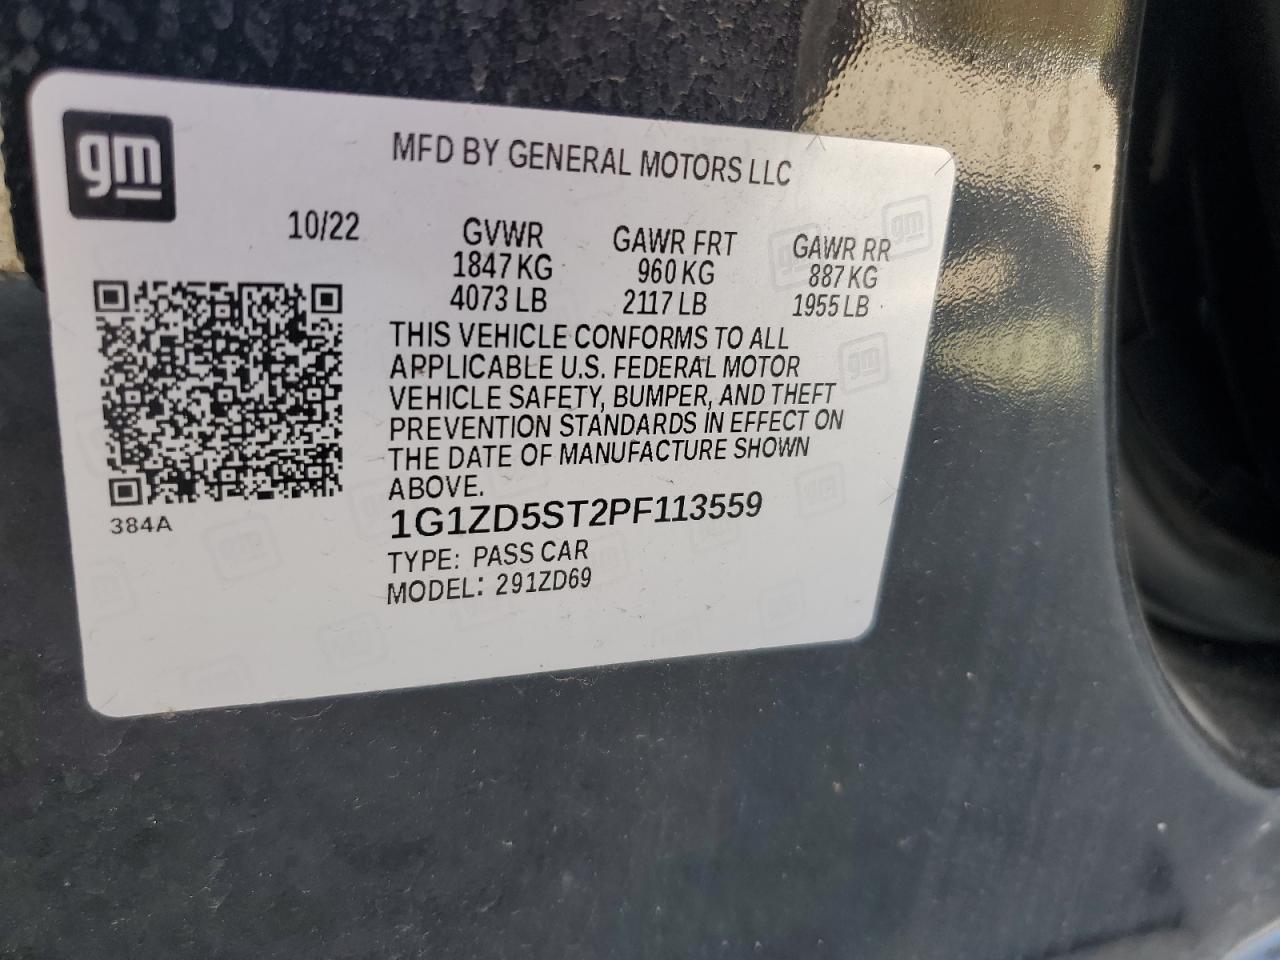 gm
MFD BY GENERAL MOTORS LLC
10/22 GVWR GAWR FRT GAWR RR
1847 KG 960 KG 887 KG
4073 LB 2117 LB 1955 LB
THIS VEHICLE CONFORMS TO ALL
APPLICABLE U.S. FEDERAL MOTOR
VEHICLE SAFETY, BUMPER, AND THEFT
PREVENTION STANDARDS IN EFFECT ON
THE DATE OF MANUFACTURE SHOWN
ABOVE.
384A
1G1ZD5ST2PF113559
TYPE: PASS CAR
MODEL: 291ZD69